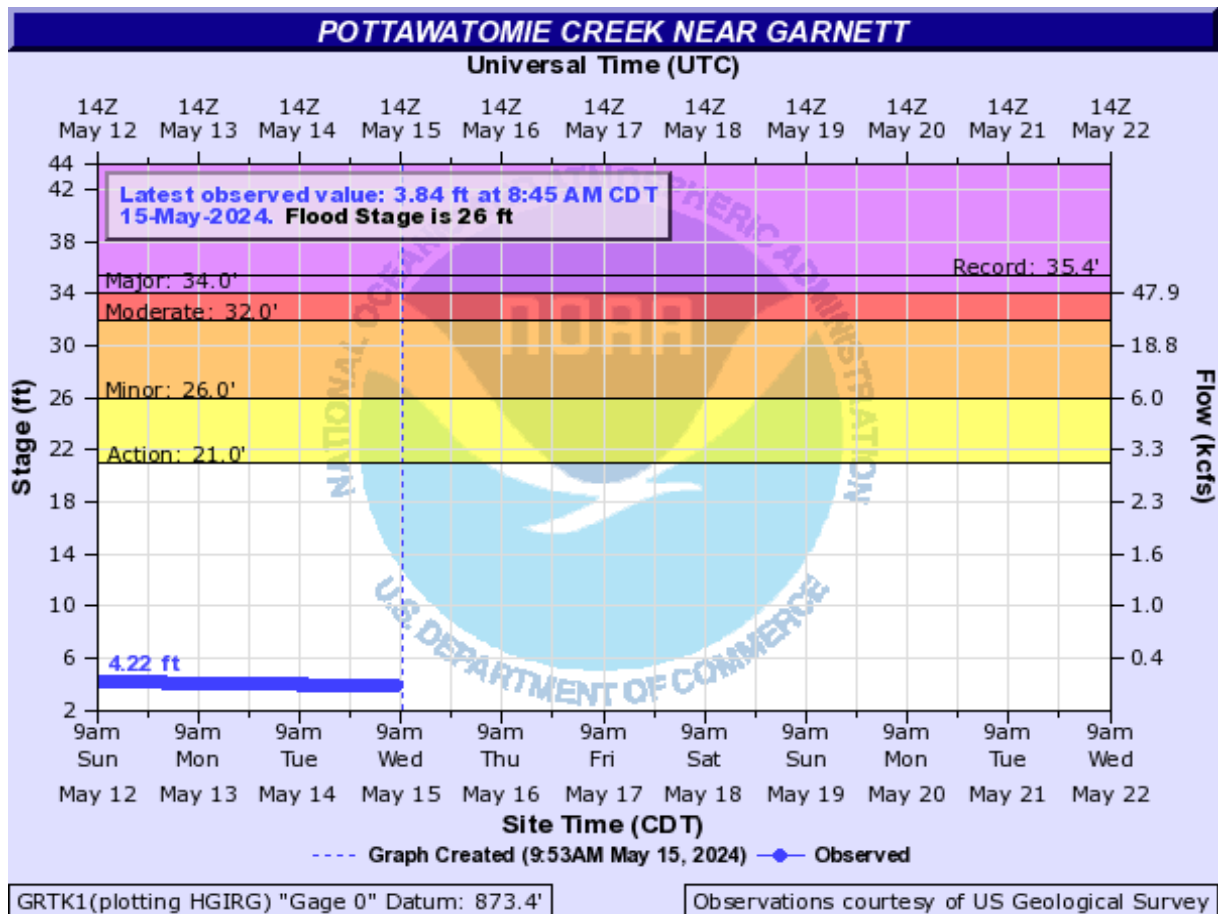 POTTAWATOMIE CREEK NEAR GARNETT
Universal Time (UTC)
14Z 14Z 14Z 14Z 14Z 14Z 14Z 14Z 14Z 14Z 14Z
May 12 May 13 May 14 May 15 May 16 May 17 May 18 May 19 May 20 May 21 May 22
44
42
Latest observed value: 3.84 ft at 8:45 AM CDT
15-May-2024. Flood Stage is 26 ft
38
Record: 35.4'
Major: 34.0'
34 47.9
Moderate: 32.0'
30 18.8
Minor: 26.0'
26 6.0
22 3.3
Action: 21.0'
18 2.3
14 1.6
10 1.0
6 0.4
4.22 ft
2
Stage (ft)
Flow (kcfs)
NATIONAL OCEANIC AND ATMOSPHERIC ADMINISTRATION
NOAA
U.S. DEPARTMENT OF COMMERCE
9am 9am 9am 9am 9am 9am 9am 9am 9am 9am 9am
Sun Mon Tue Wed Thu Fri Sat Sun Mon Tue Wed
May 12 May 13 May 14 May 15 May 16 May 17 May 18 May 19 May 20 May 21 May 22
Site Time (CDT)
---- Graph Created (9:53AM May 15, 2024) Observed
GRTK1(plotting HGIRG) "Gage 0" Datum: 873.4'
Observations courtesy of US Geological Survey